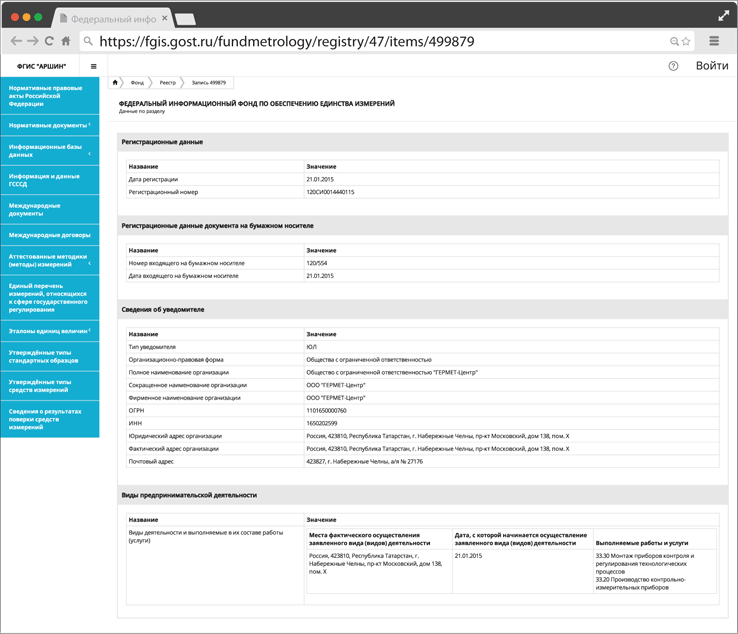 Федеральный инфо
https://fgis.gost.ru/fundmetrology/registry/47/items/499879
ФГИС "АРШИН"
Войти
Нормативные правовые
акты Российской
Федерации
Нормативные документы
Информационные базы
данных
Информация и данные
ГСССД
Международные
документы
Международные договоры
Аттестованные методики
(методы) измерений
Единый перечень
измерений, относящихся
к сфере государственного
регулирования
Эталоны единиц величин
Утверждённые типы
стандартных образцов
Утверждённые типы
средств измерений
Сведения о результатах
поверки средств
измерений
Фонд Реестр Запись 499879
ФЕДЕРАЛЬНЫЙ ИНФОРМАЦИОННЫЙ ФОНД ПО ОБЕСПЕЧЕНИЮ ЕДИНСТВА ИЗМЕРЕНИЙ
Данные по разделу
Регистрационные данные
Название Значение
Дата регистрации 21.01.2015
Регистрационный номер 120СИ0014440115
Регистрационные данные документа на бумажном носителе
Название Значение
Номер входящего на бумажном носителе 120/554
Дата входящего на бумажном носителе 21.01.2015
Сведения об уведомителе
Название Значение
Тип уведомителя ЮЛ
Организационно-правовая форма Общества с ограниченной ответственностью
Полное наименование организации Общество с ограниченной ответственностью "ГЕРМЕТ-Центр"
Сокращенное наименование организации ООО "ГЕРМЕТ-Центр"
Фирменное наименование организации ООО "ГЕРМЕТ-Центр"
ОГРН 1101650000760
ИНН 1650202599
Юридический адрес организации Россия, 423810, Республика Татарстан, г. Набережные Челны, пр-кт Московский, дом 138, пом. X
Фактический адрес организации Россия, 423810, Республика Татарстан, г. Набережные Челны, пр-кт Московский, дом 138, пом. X
Почтовый адрес 423827, г. Набережные Челны, а/я № 27176
Виды предпринимательской деятельности
Название Значение
Виды деятельности и выполняемые в их составе работы
(услуги)
Места фактического осуществления
заявленного вида (видов) деятельности
Дата, с которой начинается осуществление
заявленного вида (видов) деятельности
Выполняемые работы и услуги
Россия, 423810, Республика Татарстан, г.
Набережные Челны, пр-кт Московский, дом 138,
пом. X
21.01.2015
33.30 Монтаж приборов контроля и
регулирования технологических
процессов
33.20 Производство контрольно-
измерительных приборов